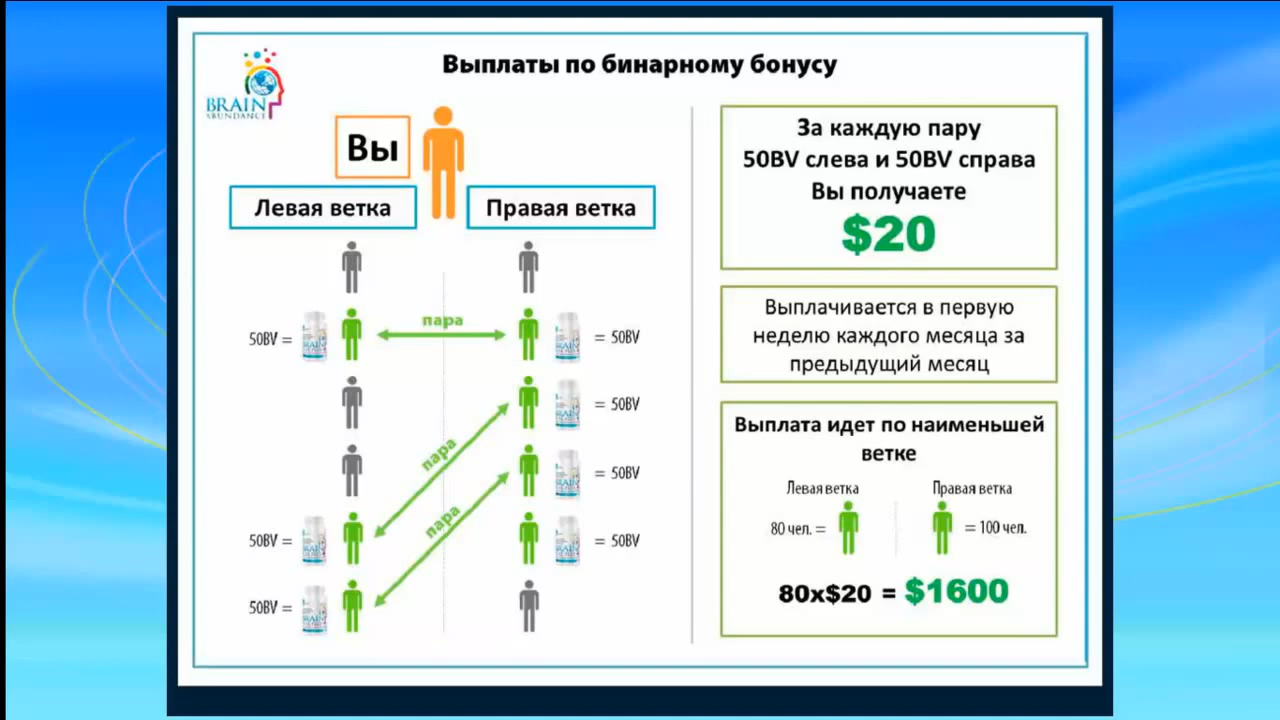 Выплаты по бинарному бонусу
BRAIN
ABUNDANCE
Вы
Левая ветка
Правая ветка
50BV =
пара
= 50BV
= 50BV
пара
= 50BV
пара
50BV =
= 50BV
50BV =
За каждую пару
50BV слева и 50BV справа
Вы получаете
$20
Выплачивается в первую
неделю каждого месяца за
предыдущий месяц
Выплата идет по наименьшей
ветке
Левая ветка
Правая ветка
80 чел. =
= 100 чел.
80x$20 = $1600